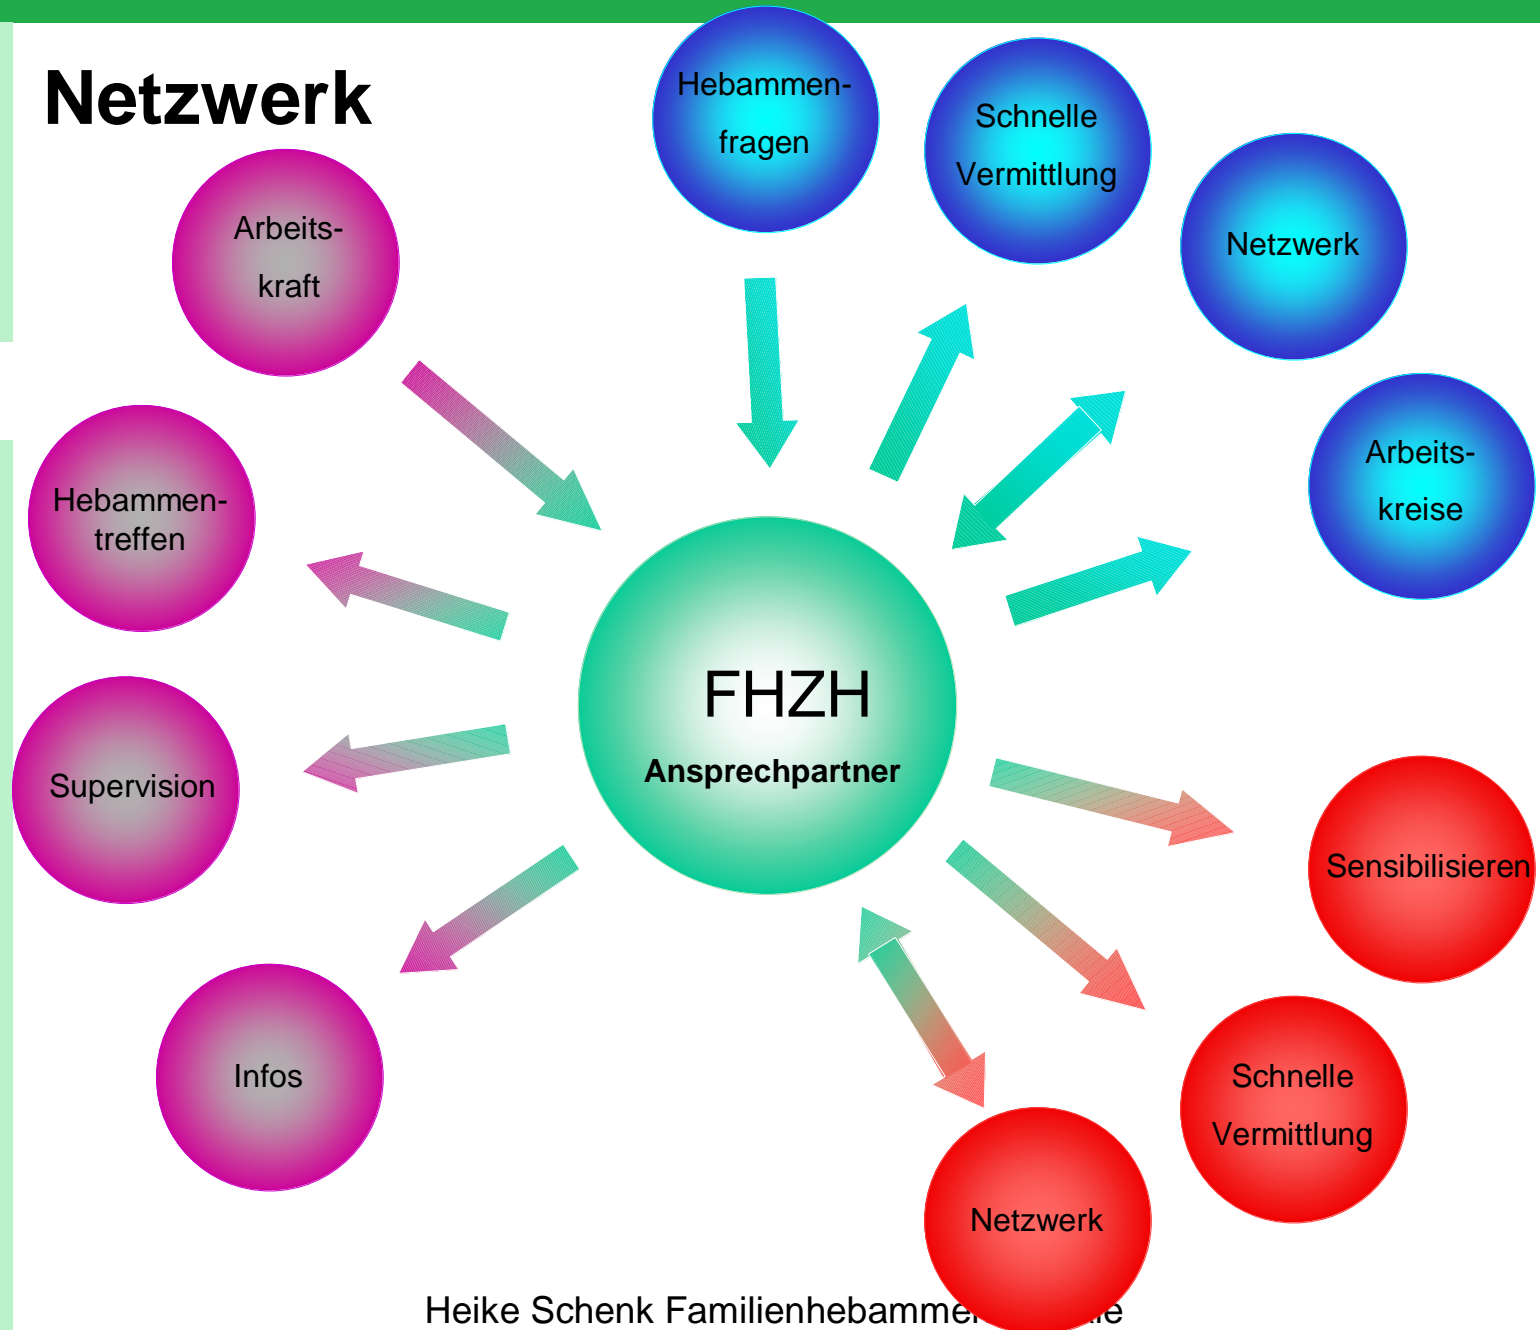 Netzwerk
Hebammen-
fragen
Schnelle
Vermittlung
Netzwerk
Arbeits-
kreise
Arbeits-
kraft
Hebammen-
treffen
Supervision
Infos
FHZH
Ansprechpartner
Sensibilisieren
Schnelle
Vermittlung
Netzwerk
Heike Schenk